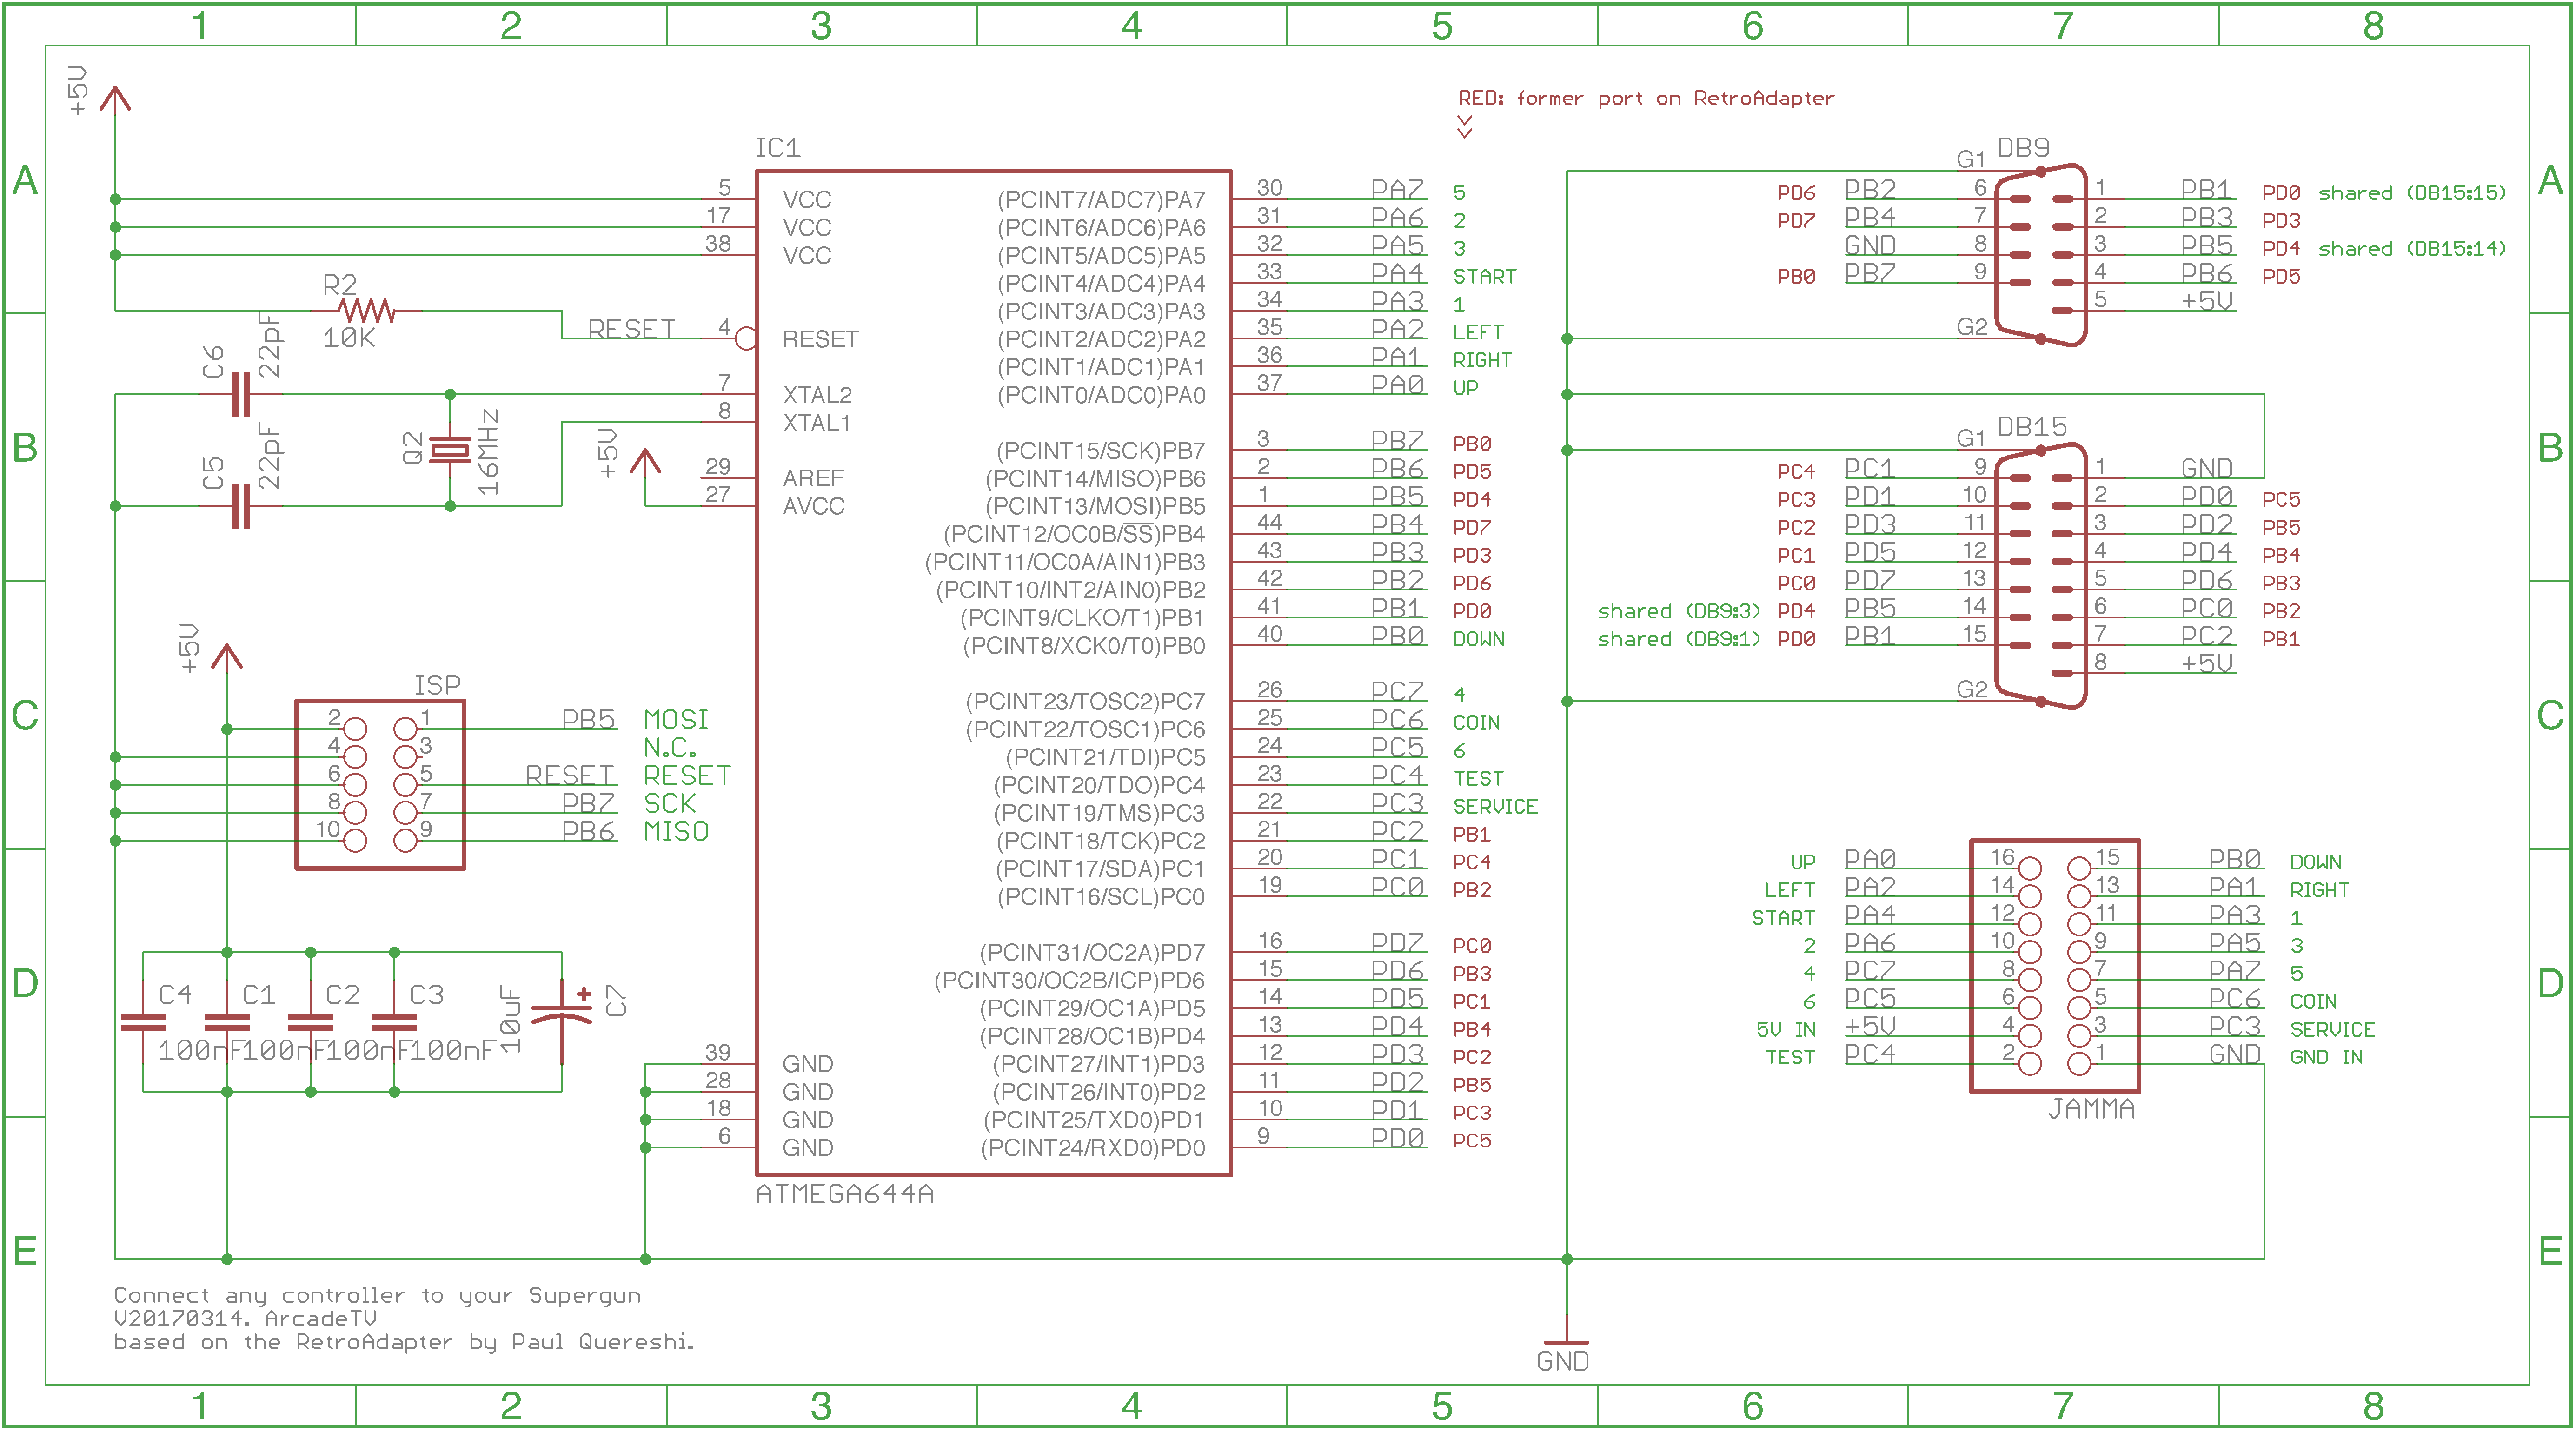 1 2 3 4 5 6 7 8
A
B
C
D
E
+5V
R2
10K
C6
22pF
C5
22pF
Q2
16MHz
+5V
RESET
IC1
5 VCC
17 VCC
38 VCC
4 RESET
7 XTAL2
8 XTAL1
29 AREF
27 AVCC
39 GND
28 GND
18 GND
6 GND
ATMEGA644A
(PCINT7/ADC7)PA7 30 PA7 5
(PCINT6/ADC6)PA6 31 PA6 2
(PCINT5/ADC5)PA5 32 PA5 3
(PCINT4/ADC4)PA4 33 PA4 START
(PCINT3/ADC3)PA3 34 PA3 1
(PCINT2/ADC2)PA2 35 PA2 LEFT
(PCINT1/ADC1)PA1 36 PA1 RIGHT
(PCINT0/ADC0)PA0 37 PA0 UP
(PCINT15/SCK)PB7 3 PB7 PB0
(PCINT14/MISO)PB6 2 PB6 PD5
(PCINT13/MOSI)PB5 1 PB5 PD4
(PCINT12/OC0B/SS)PB4 44 PB4 PD7
(PCINT11/OC0A/AIN1)PB3 43 PB3 PD3
(PCINT10/INT2/AIN0)PB2 42 PB2 PD6
(PCINT9/CLKO/T1)PB1 41 PB1 PD0
(PCINT8/XCK0/T0)PB0 40 PB0 DOWN
(PCINT23/TOSC2)PC7 26 PC7 4
(PCINT22/TOSC1)PC6 25 PC6 COIN
(PCINT21/TDI)PC5 24 PC5 6
(PCINT20/TDO)PC4 23 PC4 TEST
(PCINT19/TMS)PC3 22 PC3 SERVICE
(PCINT18/TCK)PC2 21 PC2 PB1
(PCINT17/SDA)PC1 20 PC1 PC4
(PCINT16/SCL)PC0 19 PC0 PB2
(PCINT31/OC2A)PD7 16 PD7 PC0
(PCINT30/OC2B/ICP)PD6 15 PD6 PB3
(PCINT29/OC1A)PD5 14 PD5 PC1
(PCINT28/OC1B)PD4 13 PD4 PB4
(PCINT27/INT1)PD3 12 PD3 PC2
(PCINT26/INT0)PD2 11 PD2 PB5
(PCINT25/TXD0)PD1 10 PD1 PC3
(PCINT24/RXD0)PD0 9 PD0 PC5
RED: former port on RetroAdapter
DB9
G1
PD6 PB2 6 1 PB1 PD0 shared (DB15:15)
PD7 PB4 7 2 PB3 PD3
GND 8 3 PB5 PD4 shared (DB15:14)
PB0 PB7 9 4 PB6 PD5
5 +5V
G2
DB15
G1
PC4 PC1 9 1 GND
PC3 PD1 10 2 PD0 PC5
PC2 PD3 11 3 PD2 PB5
PC1 PD5 12 4 PD4 PB4
PC0 PD7 13 5 PD6 PB3
shared (DB9:3) PD4 PB5 14 6 PC0 PB2
shared (DB9:1) PD0 PB1 15 7 PC2 PB1
8 +5V
G2
+5V
ISP
2 1 PB5 MOSI
4 3 N.C.
6 5 RESET RESET
8 7 PB7 SCK
10 9 PB6 MISO
C4 C1 C2 C3 C7
100nF 100nF 100nF 100nF 10uF
UP PA0 16 15 PB0 DOWN
LEFT PA2 14 13 PA1 RIGHT
START PA4 12 11 PA3 1
2 PA6 10 9 PA5 3
4 PC7 8 7 PA7 5
6 PC5 6 5 PC6 COIN
5V IN +5V 4 3 PC3 SERVICE
TEST PC4 2 1 GND GND IN
JAMMA
GND
Connect any controller to your Supergun
V20170314. ArcadeTV
based on the RetroAdapter by Paul Quereshi.
A
B
C
D
E
1 2 3 4 5 6 7 8